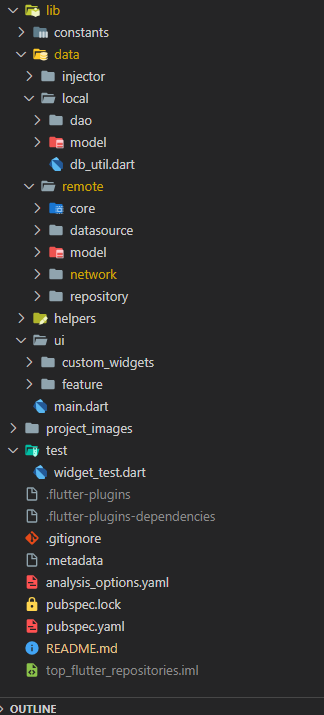 lib
constants
data
injector
local
dao
model
db_util.dart
remote
core
datasource
model
network
repository
helpers
ui
custom_widgets
feature
main.dart
project_images
test
widget_test.dart
.flutter-plugins
.flutter-plugins-dependencies
.gitignore
.metadata
analysis_options.yaml
pubspec.lock
pubspec.yaml
README.md
top_flutter_repositories.iml
OUTLINE